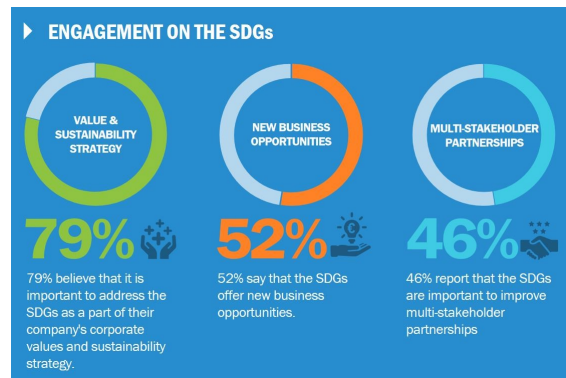 ENGAGEMENT ON THE SDGs
VALUE &
SUSTAINABILITY
STRATEGY
79%
79% believe that it is
important to address the
SDGs as a part of their
company's corporate
values and sustainability
strategy.
NEW BUSINESS
OPPORTUNITIES
52%
52% say that the SDGs
offer new business
opportunities.
MULTI-STAKEHOLDER
PARTNERSHIPS
46%
46% report that the SDGs
are important to improve
multi-stakeholder
partnerships